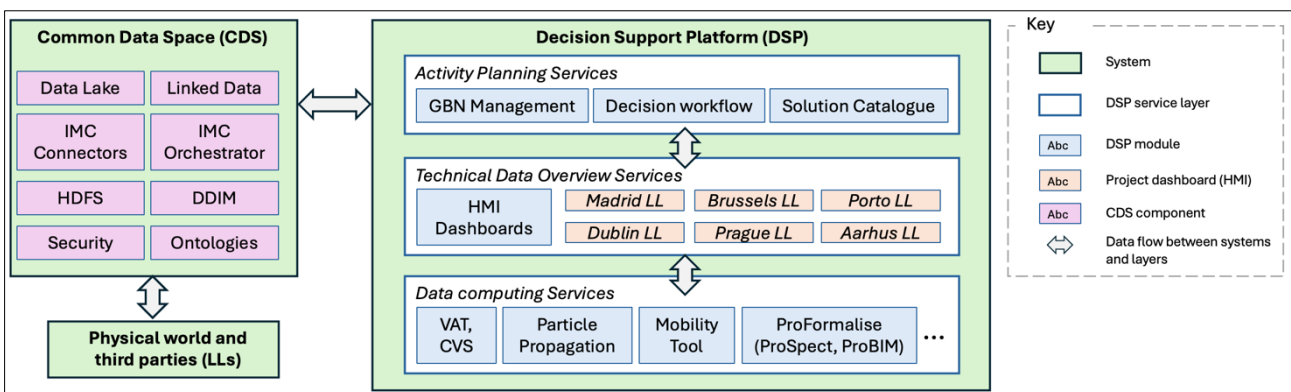 Common Data Space (CDS)
Data Lake
Linked Data
IMC
Connectors
IMC
Orchestrator
HDFS
DDIM
Security
Ontologies
Physical world and
third parties (LLs)
Decision Support Platform (DSP)
Activity Planning Services
GBN Management
Decision workflow
Solution Catalogue
Technical Data Overview Services
HMI
Dashboards
Madrid LL
Brussels LL
Porto LL
Dublin LL
Prague LL
Aarhus LL
Data computing Services
VAT,
CVS
Particle
Propagation
Mobility
Tool
ProFormalise
(ProSpect, ProBIM)
...
Key
System
DSP service layer
Abc
DSP module
Abc
Project dashboard (HMI)
Abc
CDS component
Data flow between systems
and layers